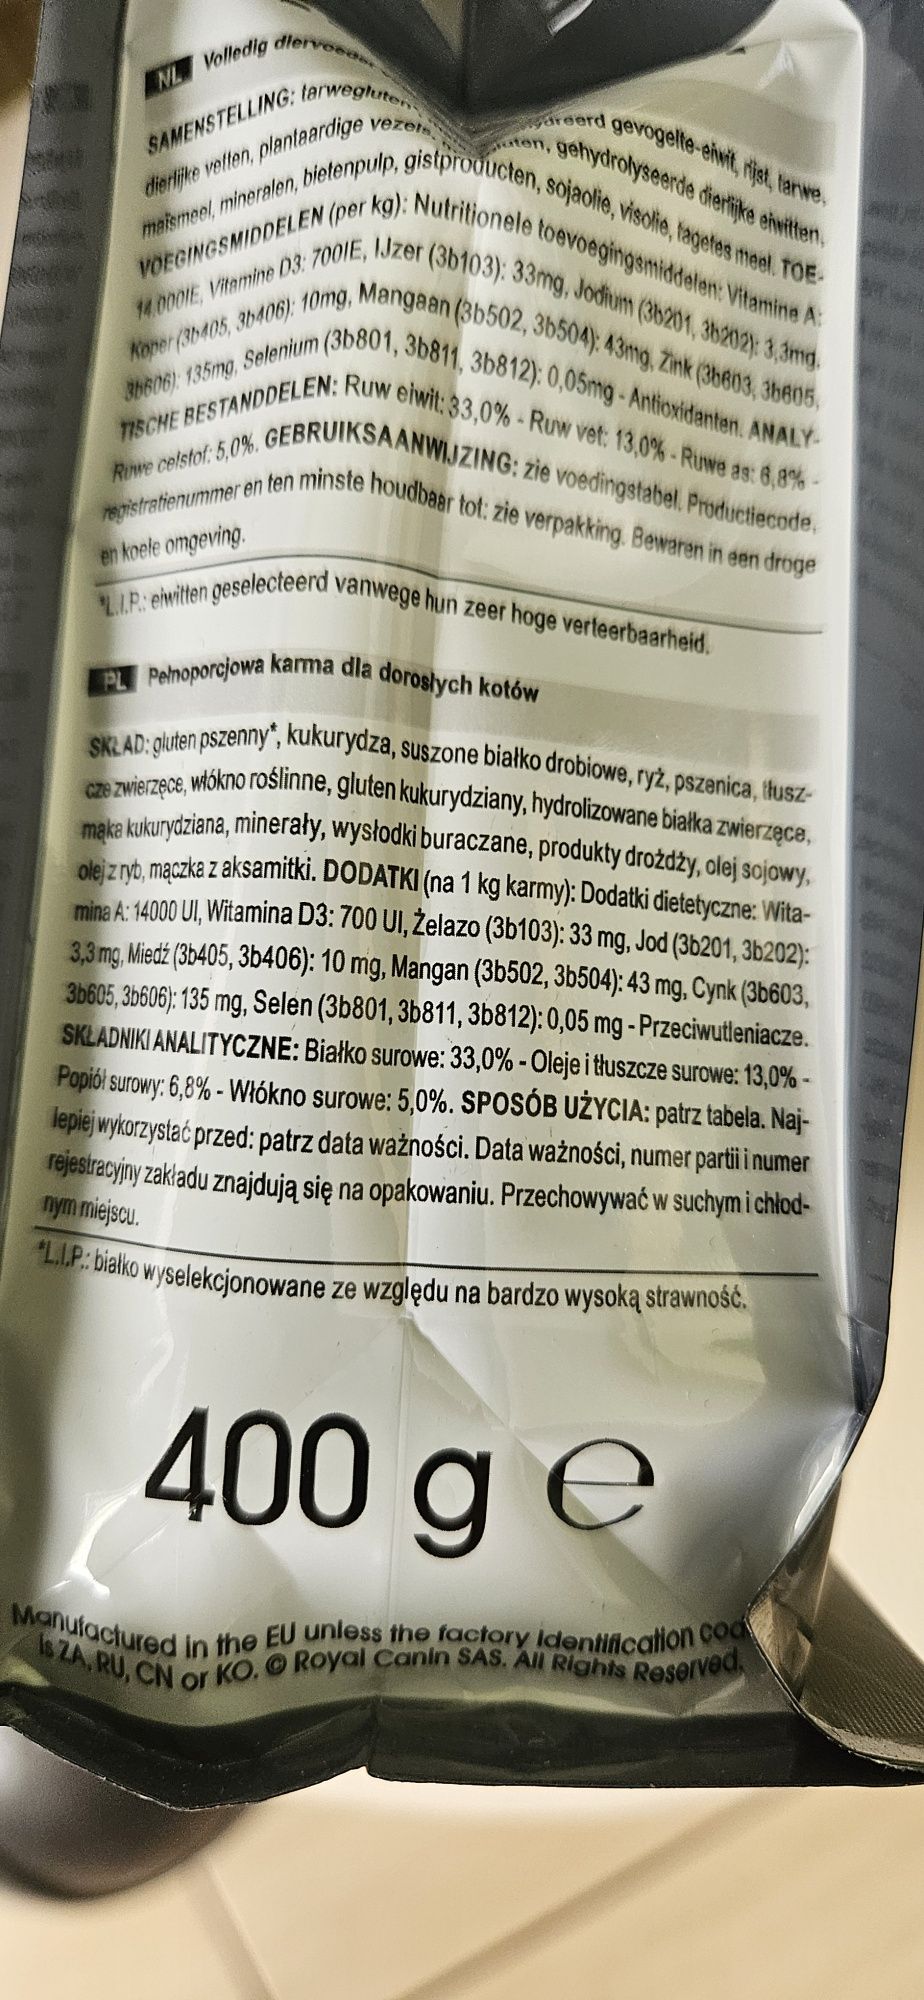 NL Volledig diervoeder
SAMENSTELLING: tarwegluten gevogelte-eiwit, rijst, tarwe,
dierlijke vetten, plantaardige vezels, gehydrolyseerde dierlijke eiwitten,
maïsmeel, mineralen, bietenpulp, gistproducten, sojaolie, visolie, tagetes meel. TOE-
VOEGINGSMIDDELEN (per kg): Nutritionele toevoegingsmiddelen: Vitamine A:
14.000IE, Vitamine D3: 700IE, IJzer (3b103): 33mg, Jodium (3b201, 3b202): 3,3mg,
Koper (3b405, 3b406): 10mg, Mangaan (3b502, 3b504): 43mg, Zink (3b603, 3b605,
3b606): 135mg, Selenium (3b801, 3b811, 3b812): 0,05mg - Antioxidanten. ANALY-
TISCHE BESTANDDELEN: Ruw eiwit: 33,0% - Ruw vet: 13,0% - Ruwe as: 6,8% -
Ruwe celstof: 5,0%. GEBRUIKSAANWIJZING: zie voedingstabel. Productiecode,
registratienummer en ten minste houdbaar tot: zie verpakking. Bewaren in een droge
en koele omgeving.
*L.I.P.: eiwitten geselecteerd vanwege hun zeer hoge verteerbaarheid.
PL Pełnoporcjowa karma dla dorosłych kotów
SKŁAD: gluten pszenny*, kukurydza, suszone białko drobiowe, ryż, pszenica, tłusz-
cze zwierzęce, włókno roślinne, gluten kukurydziany, hydrolizowane białka zwierzęce,
mąka kukurydziana, minerały, wysłodki buraczane, produkty drożdży, olej sojowy,
olej z ryb, mączka z aksamitki. DODATKI (na 1 kg karmy): Dodatki dietetyczne: Wita-
mina A: 14000 UI, Witamina D3: 700 UI, Żelazo (3b103): 33 mg, Jod (3b201, 3b202):
3,3 mg, Miedź (3b405, 3b406): 10 mg, Mangan (3b502, 3b504): 43 mg, Cynk (3b603,
3b605, 3b606): 135 mg, Selen (3b801, 3b811, 3b812): 0,05 mg - Przeciwutleniacze.
SKŁADNIKI ANALITYCZNE: Białko surowe: 33,0% - Oleje i tłuszcze surowe: 13,0% -
Popiół surowy: 6,8% - Włókno surowe: 5,0%. SPOSÓB UŻYCIA: patrz tabela. Naj-
lepiej wykorzystać przed: patrz data ważności. Data ważności, numer partii i numer
rejestracyjny zakładu znajdują się na opakowaniu. Przechowywać w suchym i chłod-
nym miejscu.
*L.I.P.: białko wyselekcjonowane ze względu na bardzo wysoką strawność.
400 g e
Manufactured in the EU unless the factory identification cod
is ZA, RU, CN or KO. © Royal Canin SAS. All Rights Reserved.